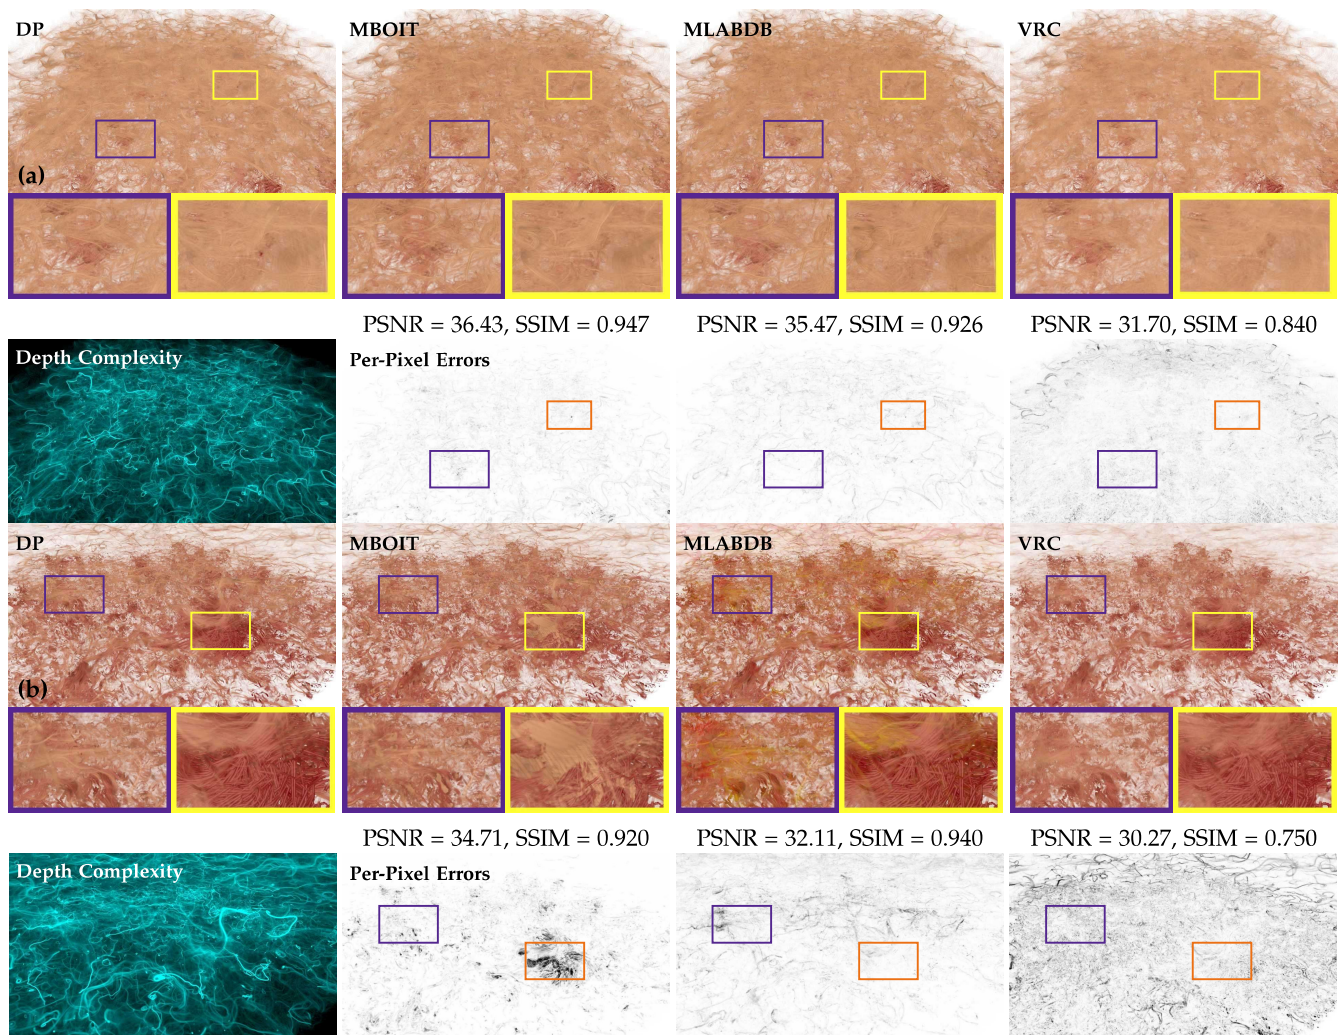 DP
MBOIT
MLABDB
VRC
(a)
PSNR = 36.43, SSIM = 0.947
PSNR = 35.47, SSIM = 0.926
PSNR = 31.70, SSIM = 0.840
Depth Complexity
Per-Pixel Errors
DP
MBOIT
MLABDB
VRC
(b)
PSNR = 34.71, SSIM = 0.920
PSNR = 32.11, SSIM = 0.940
PSNR = 30.27, SSIM = 0.750
Depth Complexity
Per-Pixel Errors